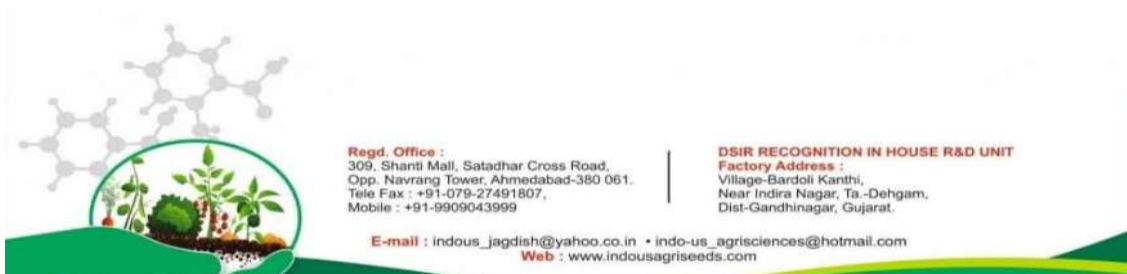 Regd. Office :
309, Shanti Mall, Satadhar Cross Road,
Opp. Navrang Tower, Ahmedabad-380 061.
Tele Fax : +91-079-27491807,
Mobile : +91-9909043999
DSIR RECOGNITION IN HOUSE R&D UNIT
Factory Address :
Village-Bardoli Kanthi,
Near Indira Nagar, Ta.-Dehgam,
Dist-Gandhinagar, Gujarat.
E-mail : indous_jagdish@yahoo.co.in • indo-us_agrisciences@hotmail.com
Web : www.indousagriseeds.com